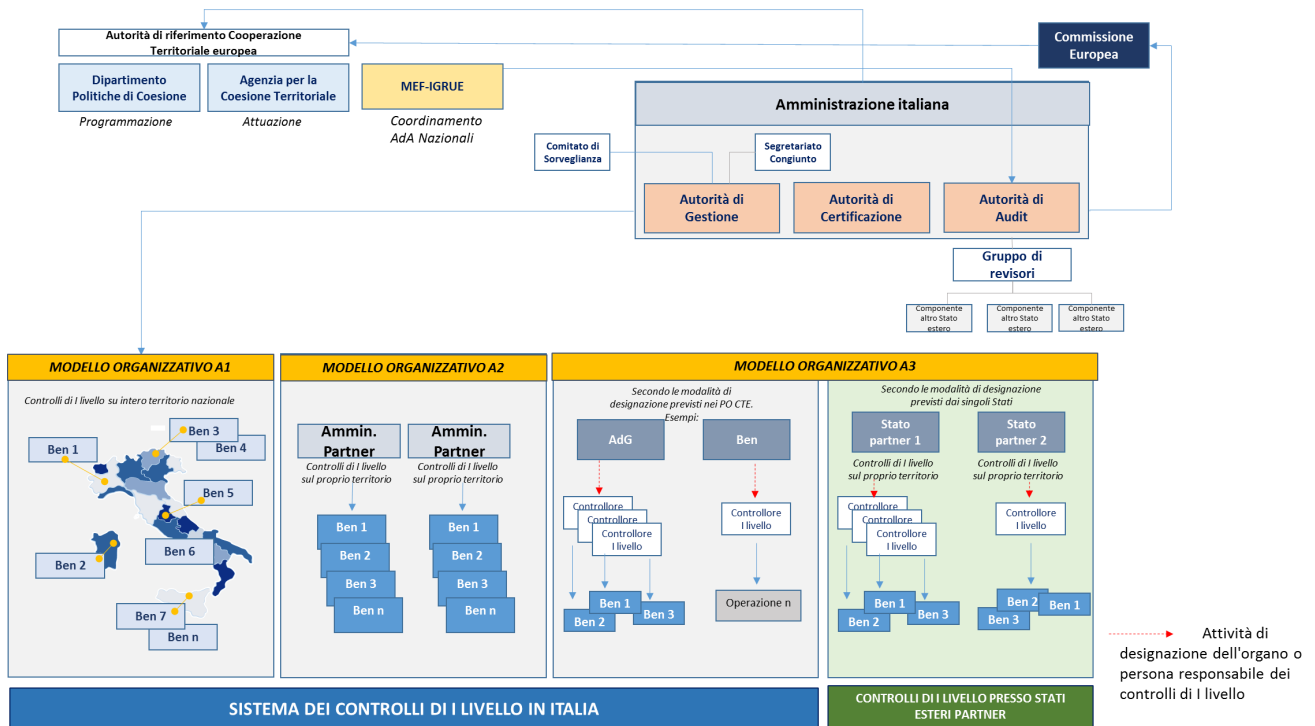 Autorità di riferimento Cooperazione
Territoriale europea
Commissione
Europea
Dipartimento
Politiche di Coesione
Agenzia per la
Coesione Territoriale
MEF-IGRUE
Programmazione
Attuazione
Coordinamento
AdA Nazionali
Amministrazione italiana
Comitato di
Sorveglianza
Segretariato
Congiunto
Autorità di
Gestione
Autorità di
Certificazione
Autorità di
Audit
Gruppo di
revisori
Componente
altro Stato
estero
Componente
altro Stato
estero
Componente
altro Stato
estero
MODELLO ORGANIZZATIVO A1
Controlli di I livello su intero territorio nazionale
Ben 3
Ben 4
Ben 1
Ben 5
Ben 6
Ben 2
Ben 7
Ben n
MODELLO ORGANIZZATIVO A2
Ammin.
Partner
Controlli di I livello
sul proprio territorio
Ben 1
Ben 2
Ben 3
Ben n
Ammin.
Partner
Controlli di I livello
sul proprio territorio
Ben 1
Ben 2
Ben 3
Ben n
MODELLO ORGANIZZATIVO A3
Secondo le modalità di
designazione previsti nei PO CTE.
Esempi:
AdG
Controllore
Controllore
Controllore
I livello
Ben 1
Ben 2
Ben 3
Ben
Controllore
I livello
Operazione n
Secondo le modalità di designazione
previsti dai singoli Stati
Stato
partner 1
Controlli di I livello
sul proprio territorio
Controllore
Controllore
Controllore
I livello
Ben 1
Ben 2
Ben 3
Stato
partner 2
Controlli di I livello
sul proprio territorio
Controllore
I livello
Ben 2
Ben 1
Ben 3
Attività di
designazione dell'organo o
persona responsabile dei
controlli di I livello
SISTEMA DEI CONTROLLI DI I LIVELLO IN ITALIA
CONTROLLI DI I LIVELLO PRESSO STATI
ESTERI PARTNER